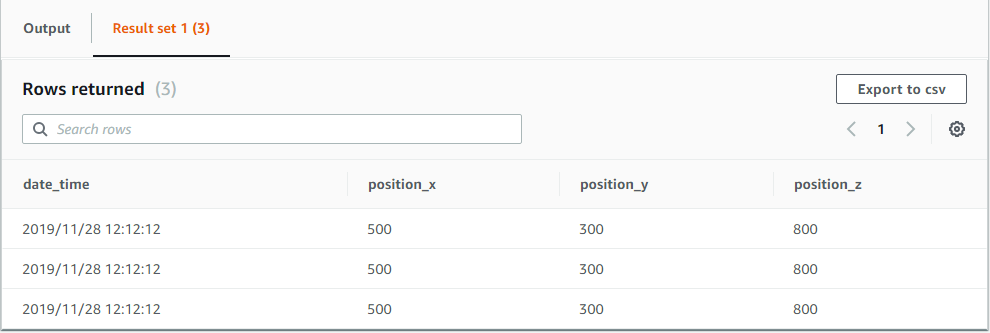 Output Result set 1 (3)
Rows returned (3) Export to csv
Search rows 1
date_time position_x position_y position_z
2019/11/28 12:12:12 500 300 800
2019/11/28 12:12:12 500 300 800
2019/11/28 12:12:12 500 300 800